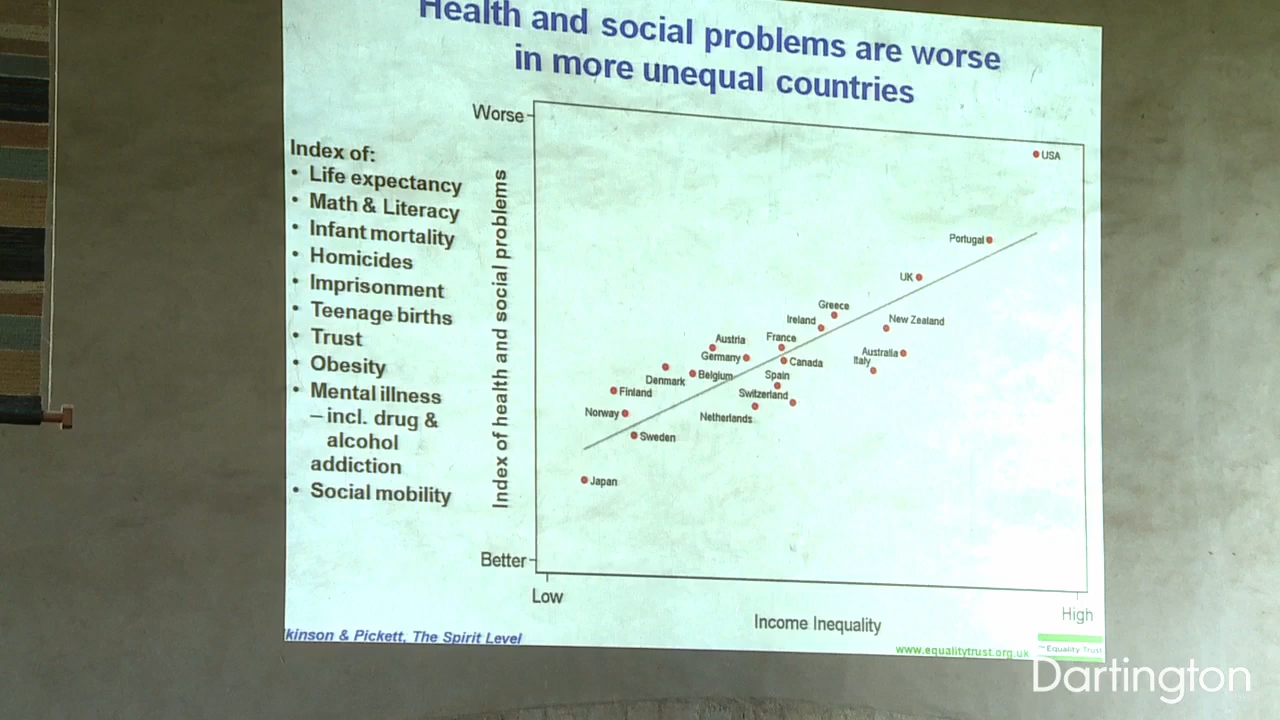 Health and social problems are worse
in more unequal countries
Index of:
• Life expectancy
• Math & Literacy
• Infant mortality
• Homicides
• Imprisonment
• Teenage births
• Trust
• Obesity
• Mental illness
– incl. drug &
alcohol
addiction
• Social mobility
Index of health and social problems
Worse
Better
USA
Portugal
UK
Greece
Ireland
New Zealand
Austria
France
Australia
Germany
Canada
Italy
Denmark
Belgium
Spain
Finland
Switzerland
Norway
Netherlands
Sweden
Japan
Low
High
Income Inequality
kinson & Pickett, The Spirit Level
www.equalitytrust.org.uk
The Equality Trust
Dartington